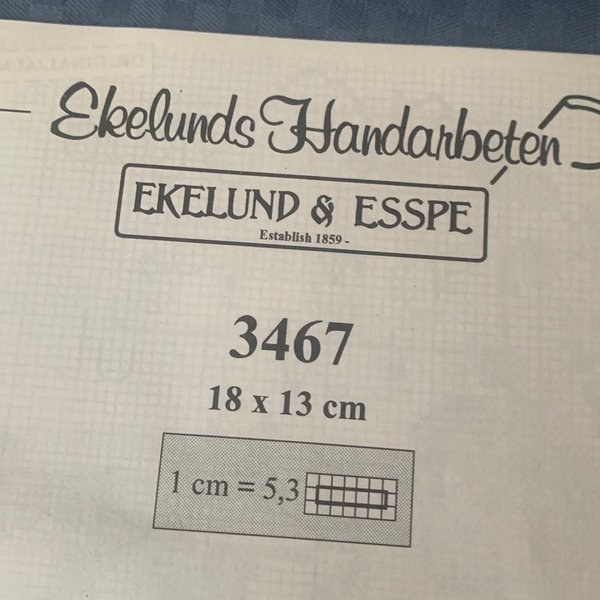 Ekelunds Handarbeten
EKELUND & ESSPE
Establish 1859 -
3467
18 x 13 cm
1 cm = 5,3